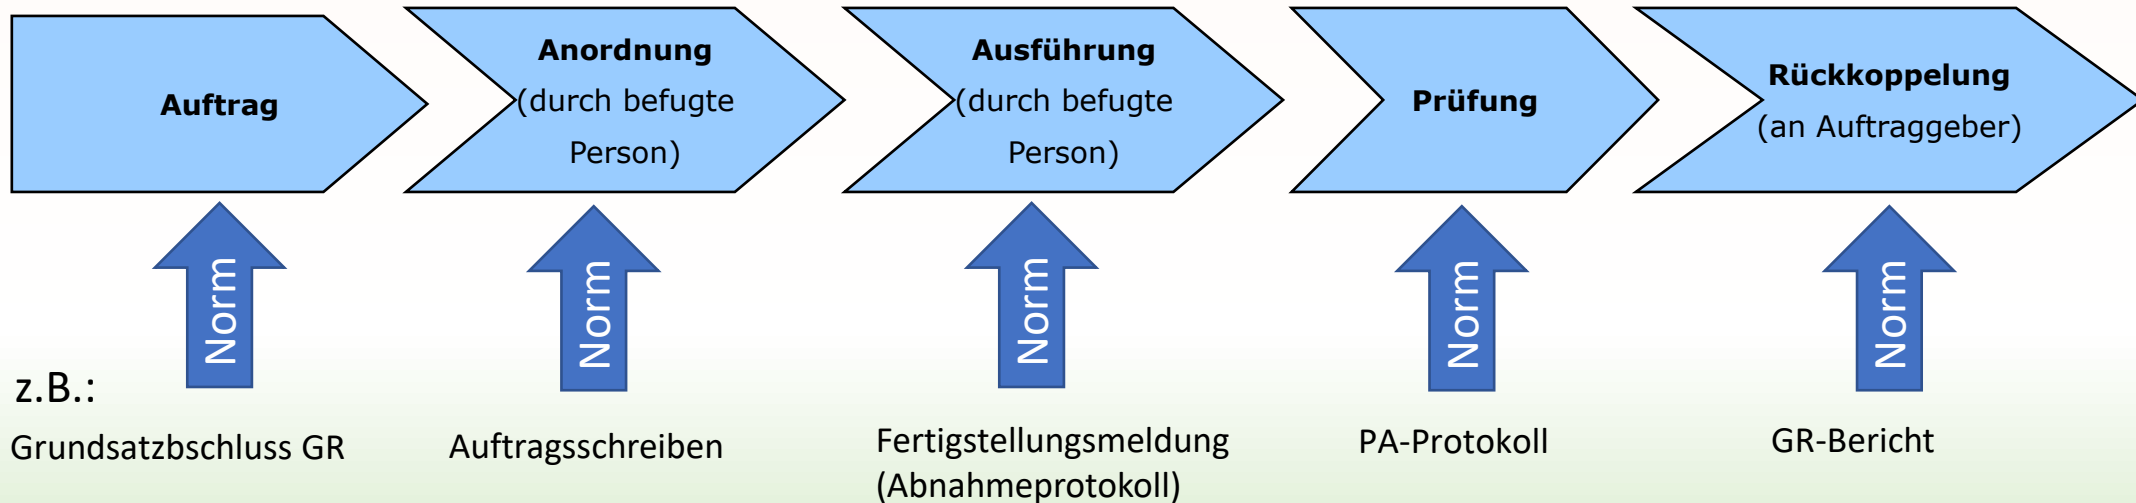 Auftrag
Anordnung
(durch befugte
Person)
Ausführung
(durch befugte
Person)
Prüfung
Rückkoppelung
(an Auftraggeber)
Norm
Norm
Norm
Norm
Norm
z.B.:
Grundsatzbschluss GR
Auftragsschreiben
Fertigstellungsmeldung
(Abnahmeprotokoll)
PA-Protokoll
GR-Bericht